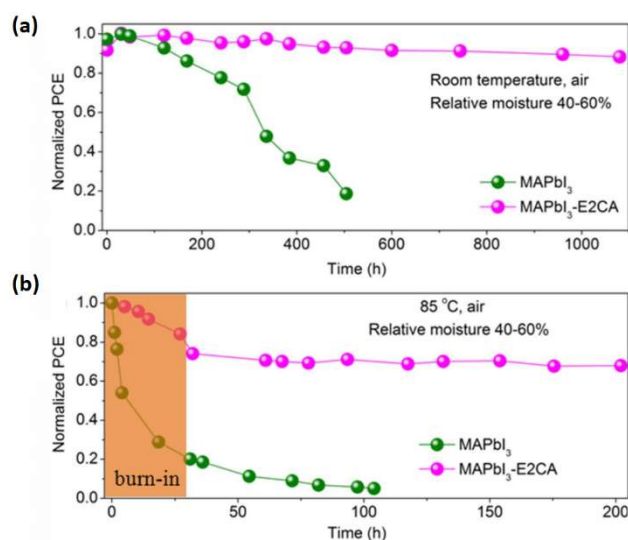 (a)
Normalized PCE
1.0
0.8
0.6
0.4
0.2
0.0
Room temperature, air
Relative moisture 40-60%
MAPbI₃
MAPbI₃-E2CA
0
200
400
600
800
1000
Time (h)
(b)
Normalized PCE
1.0
0.8
0.6
0.4
0.2
0.0
85 °C, air
Relative moisture 40-60%
burn-in
MAPbI₃
MAPbI₃-E2CA
0
50
100
150
200
Time (h)